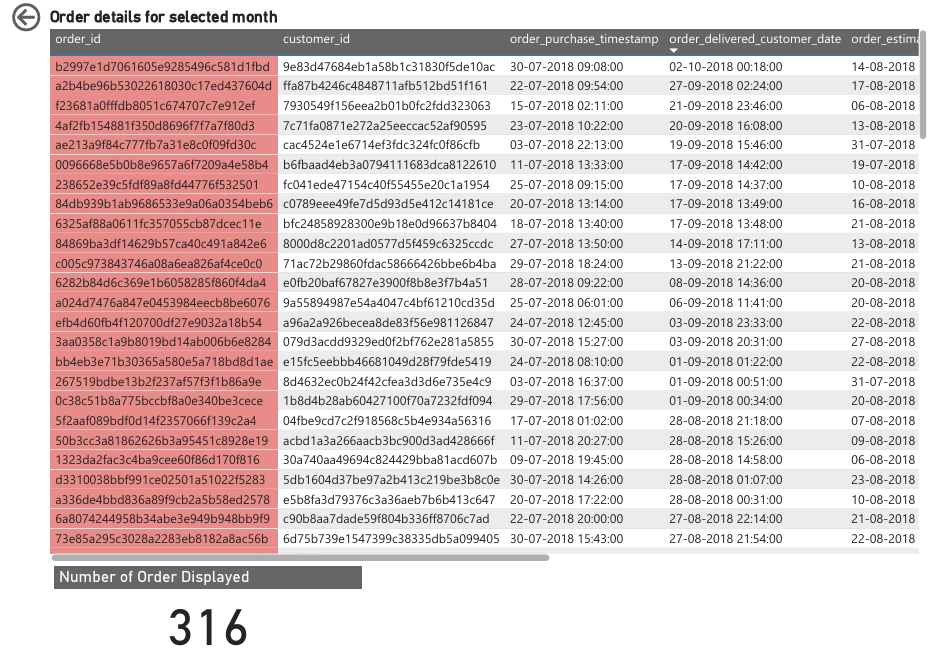 Order details for selected month
order_id customer_id order_purchase_timestamp order_delivered_customer_date order_estima
b2997e1d7061605e9285496c581d1fbd 9e83d47684eb1a58b1c31830f5de10ac 30-07-2018 09:08:00 02-10-2018 00:18:00 14-08-2018
a2b4be96b53022618030c17ed437604d ffa87b4246c4848711afb512bd51f161 22-07-2018 09:54:00 27-09-2018 02:24:00 17-08-2018
f23681a0fffdb8051c674707c7e912ef 7930549f156eea2b01b0fc2fdd323063 15-07-2018 02:11:00 21-09-2018 23:46:00 06-08-2018
4af2fb154881f350d8696f7f7a7f80d3 7c71fa0871e272a25eeccac52af90595 23-07-2018 10:22:00 20-09-2018 16:08:00 13-08-2018
ae213a9f84c777fb7a31e8c0f09fd30c cac4524e1e6714ef3fdc324fc0f86cfb 03-07-2018 22:13:00 19-09-2018 15:46:00 31-07-2018
0096668e5b0b8e9657a6f7209a4e58b4 b6fbaad4eb3a0794111683dca8122610 11-07-2018 13:33:00 17-09-2018 14:42:00 19-07-2018
238652e39c5fdf89a8fd44776f532501 fc041ede47154c40f55455e20c1a1954 25-07-2018 09:15:00 17-09-2018 14:37:00 10-08-2018
84db939b1ab9686533e9a06a0354beb6 c0789eee49fe7d5d93d5e412c14181ce 20-07-2018 13:14:00 17-09-2018 13:49:00 16-08-2018
6325af88a0611fc357055cb87dcec11e bfc24858928300e9b18e0d96637b8404 18-07-2018 13:40:00 17-09-2018 13:48:00 21-08-2018
84869ba3df14629b57ca40c491a842e6 8000d8c2201ad0577d5f459c6325ccdc 27-07-2018 13:50:00 14-09-2018 17:11:00 13-08-2018
c005c973843746a08a6ea826af4ce0c0 71ac72b29860fdac58666426bbe6b4ba 29-07-2018 18:24:00 13-09-2018 21:22:00 21-08-2018
6282b84d6c369e1b6058285f860f4da4 e0fb20baf67827e3900f8b8e3f7b4a51 28-07-2018 09:22:00 08-09-2018 14:36:00 20-08-2018
a024d7476a847e0453984eecb8be6076 9a55894987e54a4047c4bf61210cd35d 25-07-2018 06:01:00 06-09-2018 11:41:00 20-08-2018
efb4d60fb4f120700df27e9032a18b54 a96a2a926becea8de83f56e981126847 24-07-2018 12:45:00 03-09-2018 23:33:00 22-08-2018
3aa0358c1a9b8019bd14ab006b6e8284 079d3acdd9329ed0f2bf762e281a5855 30-07-2018 15:27:00 03-09-2018 20:31:00 27-08-2018
bb4eb3e71b30365a580e5a718bd8d1ae e15fc5eebbb46681049d28f79fde5419 24-07-2018 08:10:00 01-09-2018 01:22:00 22-08-2018
267519bdbe13b2f237af57f3f1b86a9e 8d4632ec0b24f42cfea3d3d6e735e4c9 03-07-2018 16:37:00 01-09-2018 00:51:00 31-07-2018
0c38c51b8a775bccbf8a0e340be3cece 1b8d4b28ab60427100f70a7232fdf094 29-07-2018 17:56:00 01-09-2018 00:34:00 20-08-2018
5f2aaf089bdf0d14f2357066f139c2a4 04fbe9cd7c2f918568c5b4e934a56316 17-07-2018 01:02:00 28-08-2018 21:18:00 07-08-2018
50b3cc3a81862626b3a95451c8928e19 acbd1a3a266aacb3bc900d3ad428666f 11-07-2018 20:27:00 28-08-2018 15:26:00 09-08-2018
1323da2fac3c4ba9cee60f86d170f816 30a740aa49694c824429bba81acd607b 09-07-2018 19:45:00 28-08-2018 14:58:00 06-08-2018
d3310038bbf991ce02501a51022f5283 5db1604d37be97a2b413c219be3b8c0e 30-07-2018 14:26:00 28-08-2018 01:07:00 23-08-2018
a336de4bbd836a89f9cb2a5b58ed2578 e5b8fa3d79376c3a36aeb7b6b413c647 20-07-2018 17:22:00 28-08-2018 00:31:00 10-08-2018
6a8074244958b34abe3e949b948bb9f9 c90b8aa7dade59f804b336ff8706c7ad 22-07-2018 20:00:00 27-08-2018 22:14:00 21-08-2018
73e85a295c3028a2283eb8182a8ac56b 6d75b739e1547399c38335db5a099405 30-07-2018 15:43:00 27-08-2018 21:54:00 22-08-2018
Number of Order Displayed
316